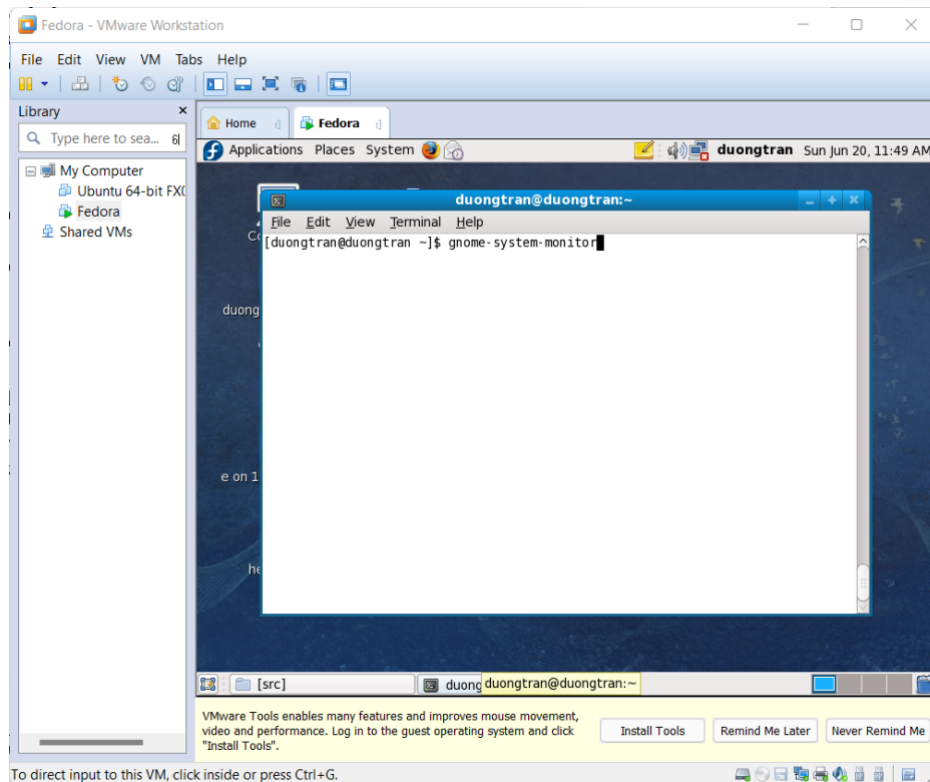 Fedora - VMware Workstation
File Edit View VM Tabs Help
Library
Type here to sea...
My Computer
Ubuntu 64-bit FX
Fedora
Shared VMs
Home
Fedora
Applications Places System
duongtran Sun Jun 20, 11:49 AM
duongtran@duongtran:~
File Edit View Terminal Help
[duongtran@duongtran ~]$ gnome-system-monitor
duong
e on 1
he
[src]
duong
duongtran@duongtran:~
VMware Tools enables many features and improves mouse movement,
video and performance. Log in to the guest operating system and click
"Install Tools".
Install Tools
Remind Me Later
Never Remind Me
To direct input to this VM, click inside or press Ctrl+G.